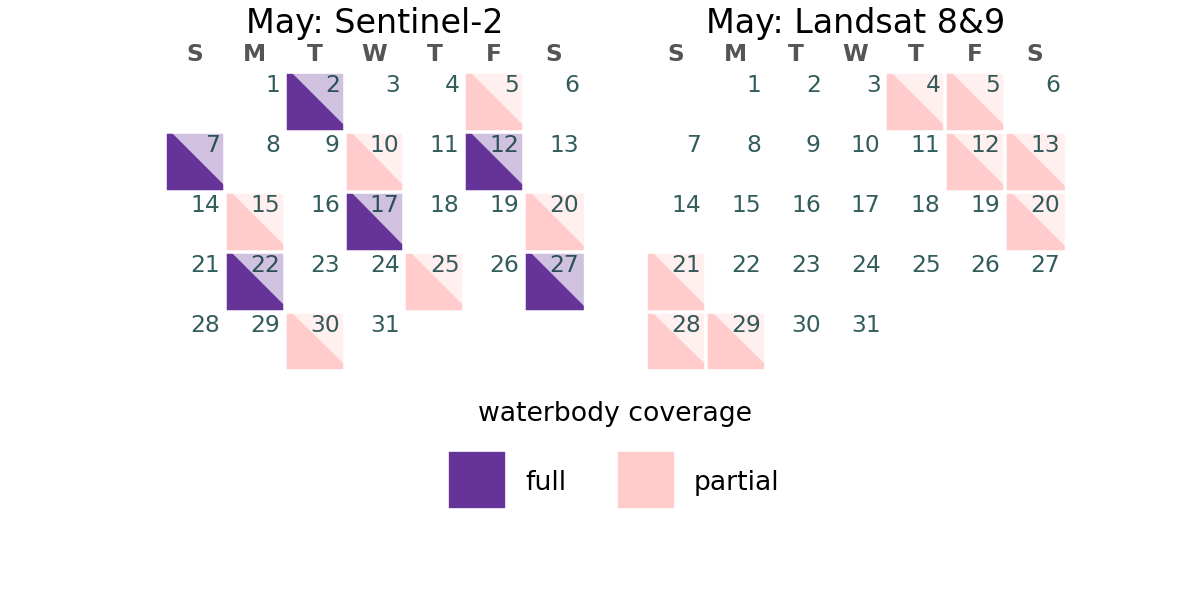 May: Sentinel-2
S M T W T F S
1 2 3 4 5 6
7 8 9 10 11 12 13
14 15 16 17 18 19 20
21 22 23 24 25 26 27
28 29 30 31
May: Landsat 8&9
S M T W T F S
1 2 3 4 5 6
7 8 9 10 11 12 13
14 15 16 17 18 19 20
21 22 23 24 25 26 27
28 29 30 31
waterbody coverage
full partial